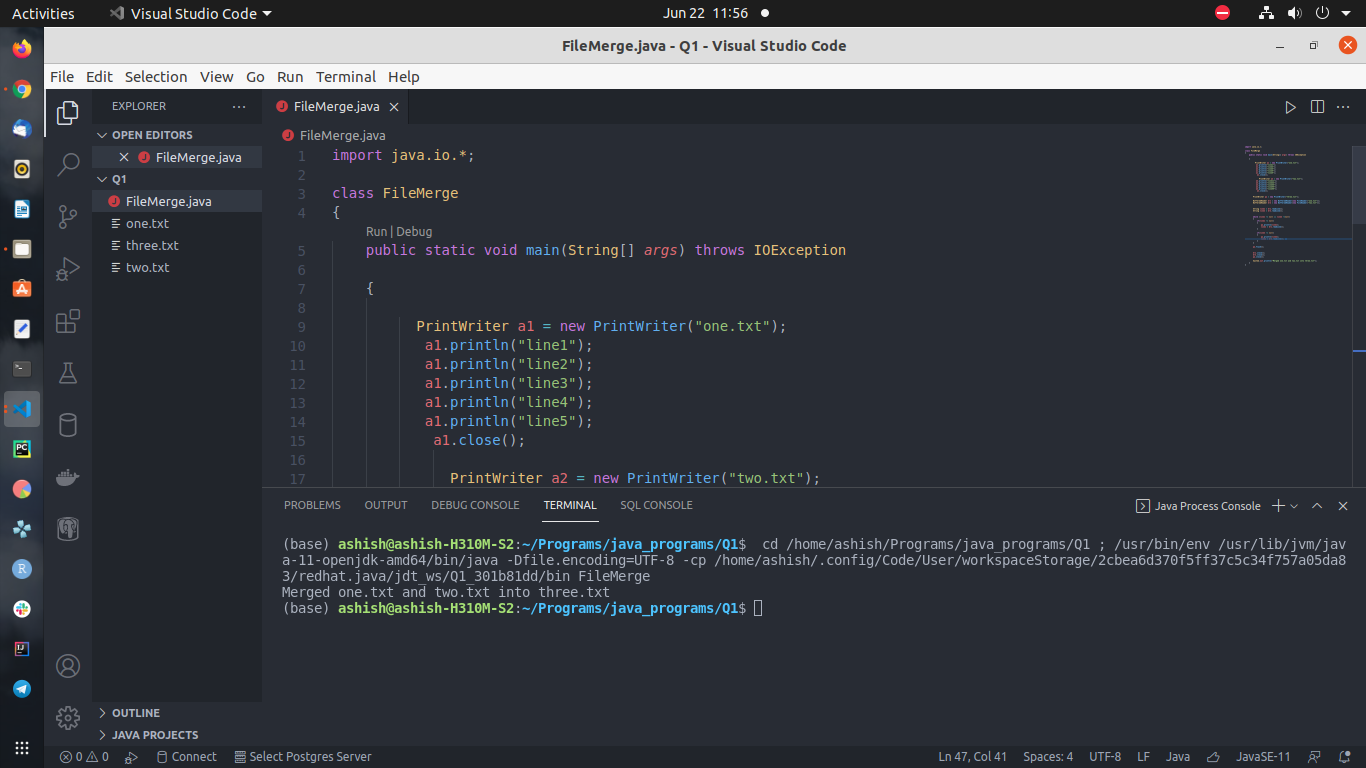 Activities
Visual Studio Code
Jun 22 11:56
FileMerge.java - Q1 - Visual Studio Code
File Edit Selection View Go Run Terminal Help
EXPLORER
OPEN EDITORS
FileMerge.java
Q1
FileMerge.java
one.txt
three.txt
two.txt
OUTLINE
JAVA PROJECTS
FileMerge.java
FileMerge.java
1 import java.io.*;
2
3 class FileMerge
4 {
Run | Debug
5 public static void main(String[] args) throws IOException
6
7 {
8
9 PrintWriter a1 = new PrintWriter("one.txt");
10 a1.println("line1");
11 a1.println("line2");
12 a1.println("line3");
13 a1.println("line4");
14 a1.println("line5");
15 a1.close();
16
17 PrintWriter a2 = new PrintWriter("two.txt");
PROBLEMS OUTPUT DEBUG CONSOLE TERMINAL SQL CONSOLE
Java Process Console
(base) ashish@ashish-H310M-S2:~/Programs/java_programs/Q1$ cd /home/ashish/Programs/java_programs/Q1 ; /usr/bin/env /usr/lib/jvm/jav
a-11-openjdk-amd64/bin/java -Dfile.encoding=UTF-8 -cp /home/ashish/.config/Code/User/workspaceStorage/2cbea6d370f5ff37c5c34f757a05da8
3/redhat.java/jdt_ws/Q1_301b81dd/bin FileMerge
Merged one.txt and two.txt into three.txt
(base) ashish@ashish-H310M-S2:~/Programs/java_programs/Q1$
0 0 Connect Select Postgres Server
Ln 47, Col 41 Spaces: 4 UTF-8 LF Java JavaSE-11